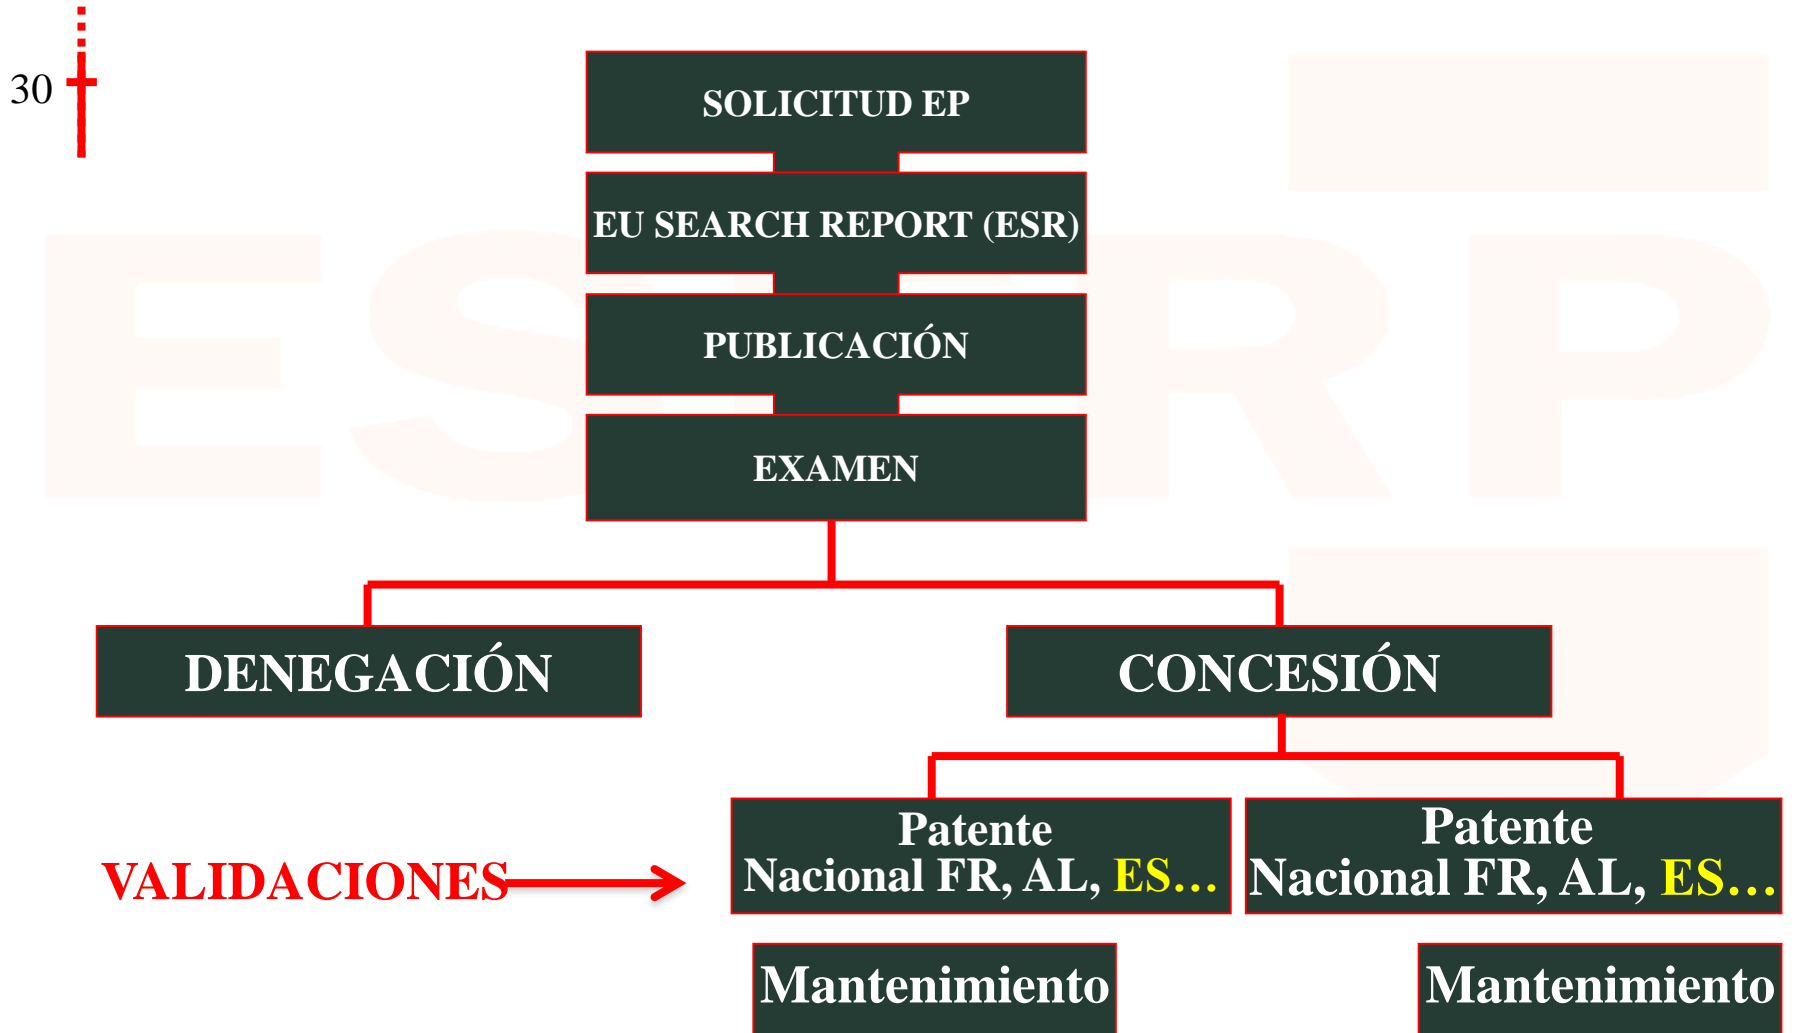 30
SOLICITUD EP
EU SEARCH REPORT (ESR)
PUBLICACIÓN
EXAMEN
DENEGACIÓN
CONCESIÓN
VALIDACIONES
Patente
Nacional FR, AL, ES...
Patente
Nacional FR, AL, ES...
Mantenimiento
Mantenimiento